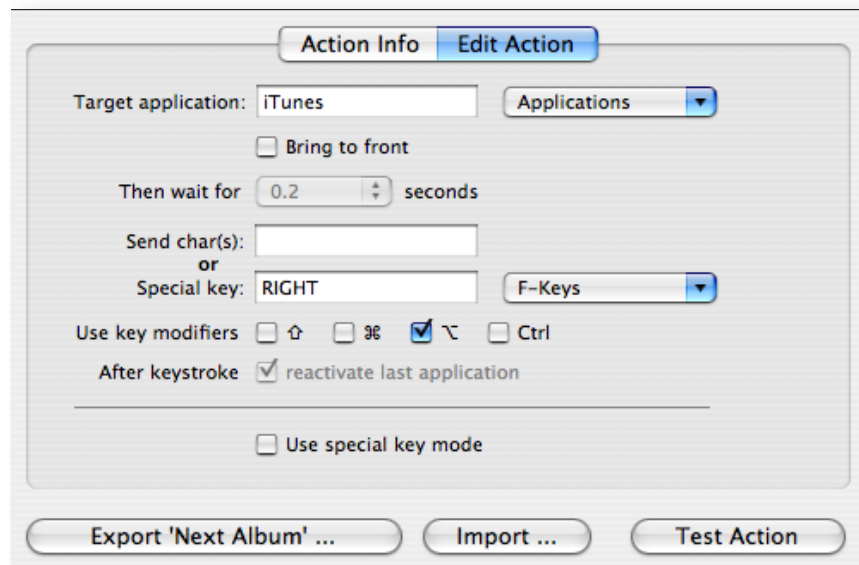 Action Info Edit Action
Target application: iTunes Applications
Bring to front
Then wait for 0.2 seconds
Send char(s):
or
Special key: RIGHT F-Keys
Use key modifiers ⇧ ⌘ ⌥ Ctrl
After keystroke reactivate last application
Use special key mode
Export 'Next Album' ... Import ... Test Action